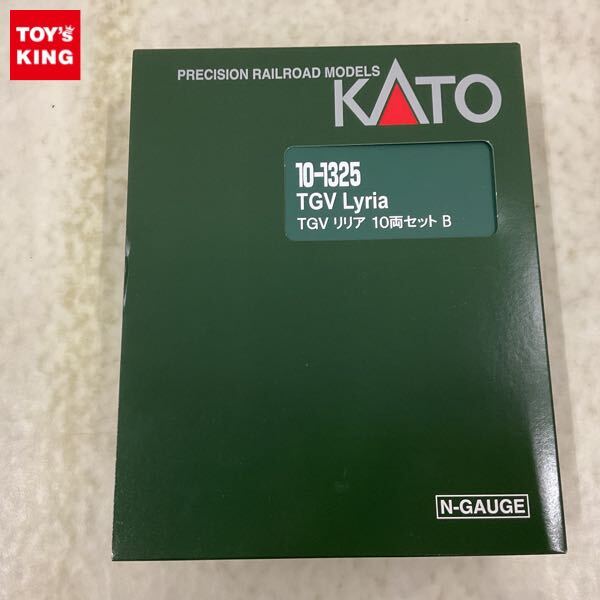 TOY's
KING
PRECISION RAILROAD MODELS
KATO
10-1325
TGV Lyria
TGV リリア 10両セット B
N-GAUGE